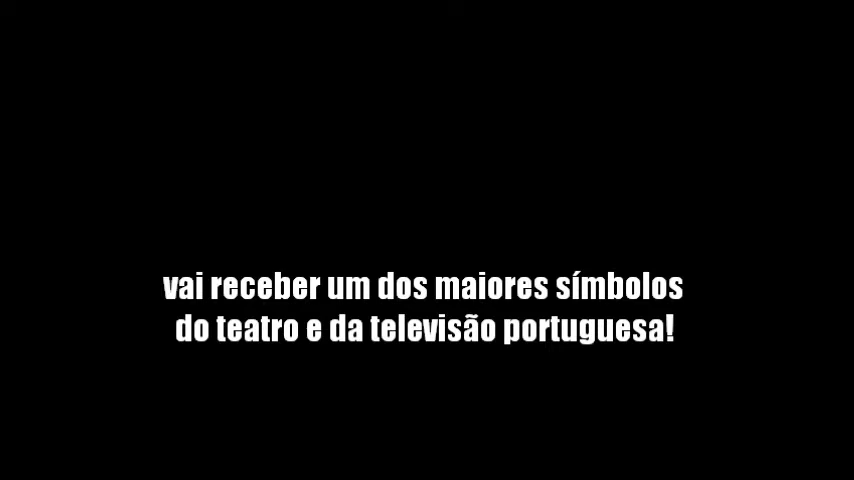 vai receber um dos maiores símbolos
do teatro e da televisão portuguesa!